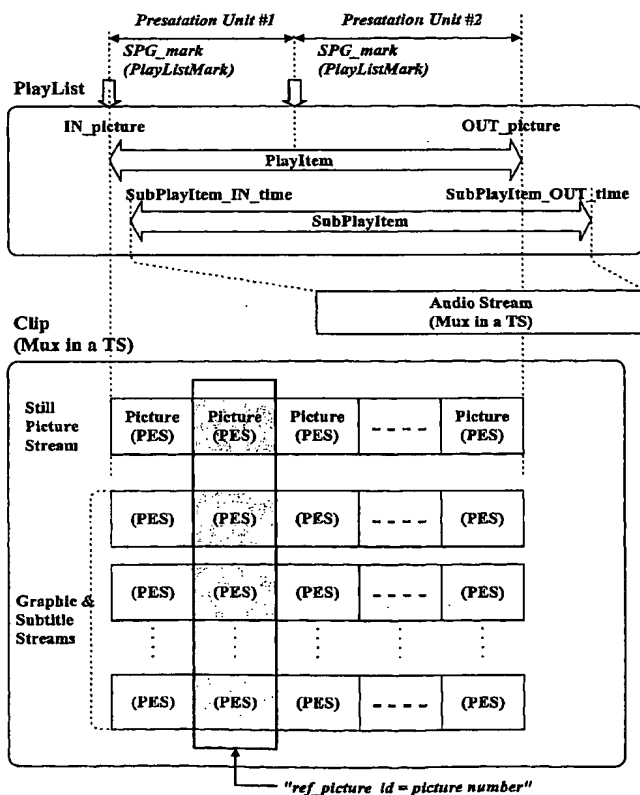 Presatation Unit #1 Presatation Unit #2
SPG_mark SPG_mark
(PlayListMark) (PlayListMark)
PlayList
IN_picture OUT_picture
PlayItem
SubPlayItem_IN_time SubPlayItem_OUT_time
SubPlayItem
Audio Stream
(Mux in a TS)
Clip
(Mux in a TS)
Still
Picture
Stream
Picture Picture Picture Picture
(PES) (PES) (PES) ---- (PES)
(PES) (PES) (PES) ---- (PES)
Graphic &
Subtitle
Streams
(PES) (PES) (PES) ---- (PES)
(PES) (PES) (PES) ---- (PES)
"ref_picture_id = picture number"